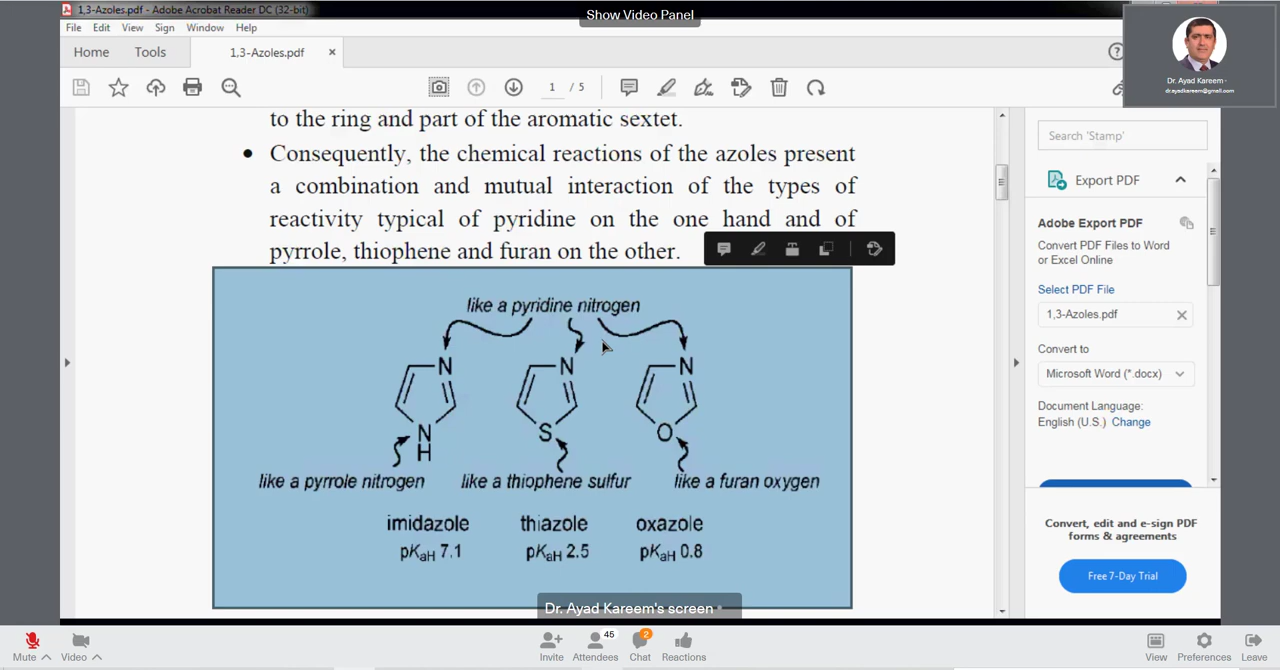 1,3-Azoles.pdf - Adobe Acrobat Reader DC (32-bit)
Show Video Panel
File Edit View Sign Window Help
Home Tools 1,3-Azoles.pdf
Dr. Ayad Kareem -
dr.ayadkareem@gmail.com
1 / 5
to the ring and part of the aromatic sextet.
• Consequently, the chemical reactions of the azoles present
a combination and mutual interaction of the types of
reactivity typical of pyridine on the one hand and of
pyrrole, thiophene and furan on the other.
like a pyridine nitrogen
N N N
N S O
H
like a pyrrole nitrogen like a thiophene sulfur like a furan oxygen
imidazole thiazole oxazole
pKaH 7.1 pKaH 2.5 pKaH 0.8
Search 'Stamp'
Export PDF
Adobe Export PDF
Convert PDF Files to Word
or Excel Online
Select PDF File
1,3-Azoles.pdf
Convert to
Microsoft Word (*.docx)
Document Language:
English (U.S.) Change
Convert, edit and e-sign PDF
forms & agreements
Free 7-Day Trial
Dr. Ayad Kareem's screen
Mute Video Invite Attendees 45 Chat 2 Reactions View Preferences Leave